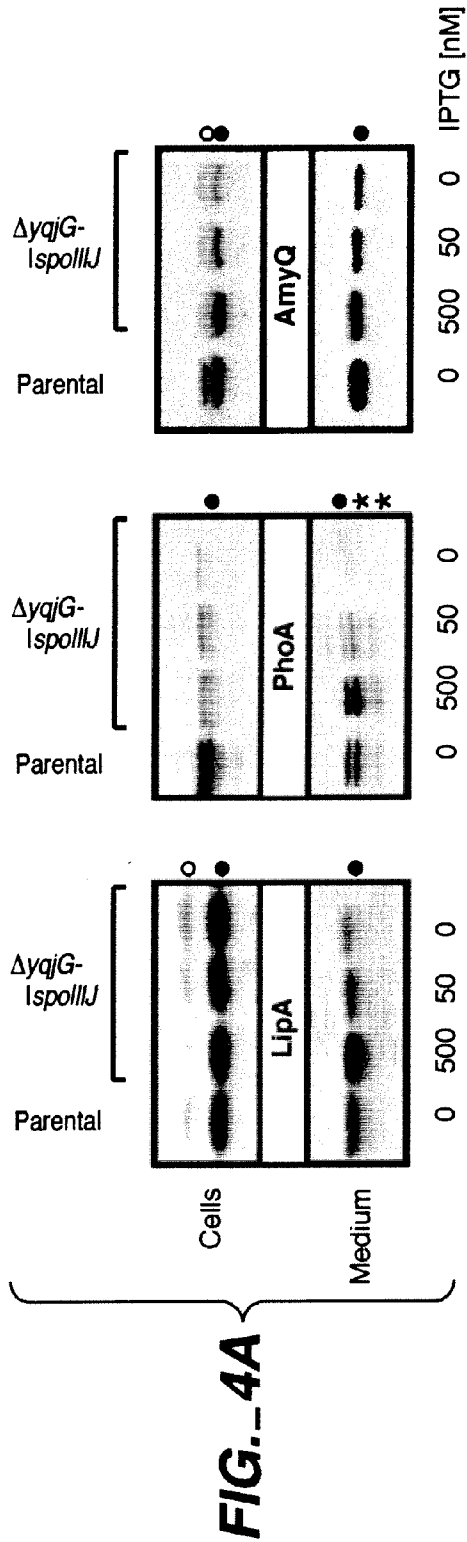 FIG._4A
Parental
ΔyqjG-
IspoIIIJ
Parental
ΔyqjG-
IspoIIIJ
Parental
ΔyqjG-
IspoIIIJ
Cells
LipA
PhoA
AmyQ
Medium
* *
0 500 50 0
0 500 50 0
0 500 50 0
IPTG [nM]